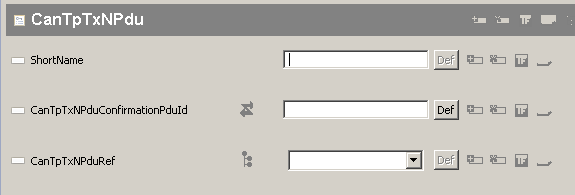 CanTpTxNPdu
ShortName Def
CanTpTxNPduConfirmationPduId Def
CanTpTxNPduRef Def